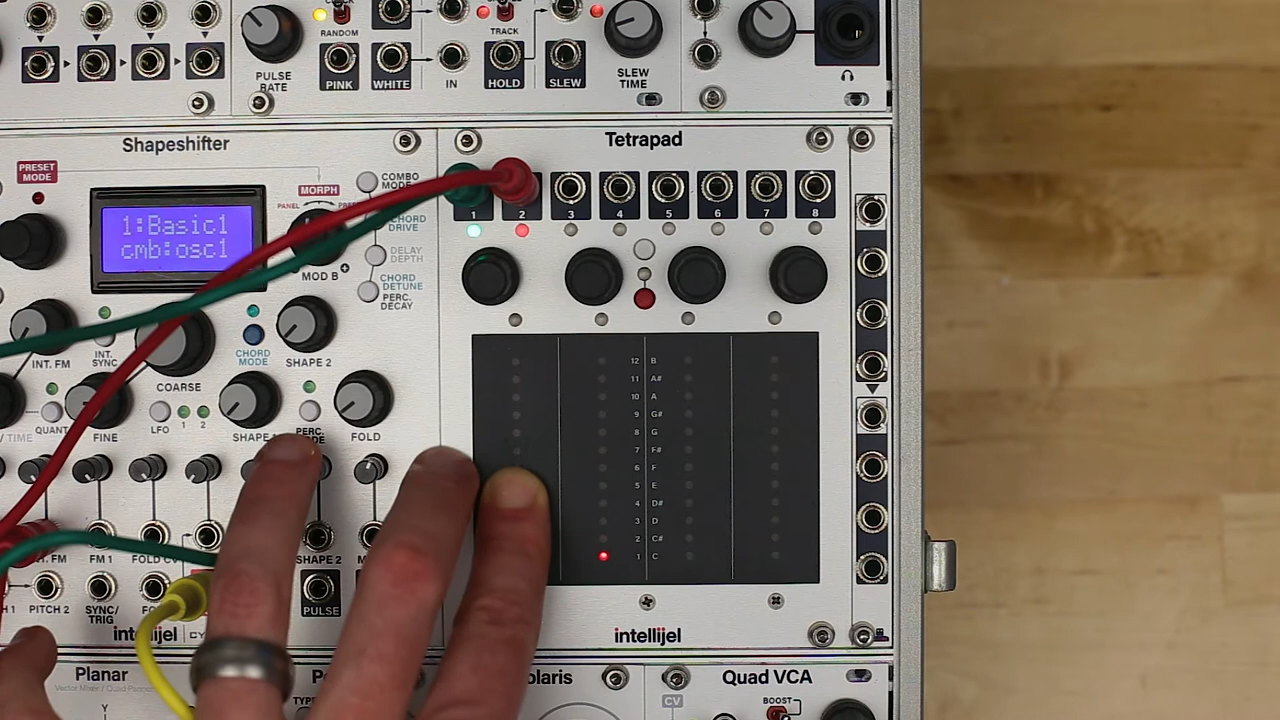 RANDOM
TRACK
PULSE
RATE
PINK
WHITE
IN
HOLD
SLEW
SLEW
TIME
Shapeshifter
Tetrapad
PRESET
MODE
MORPH
PANEL
COMBO
MODE
1:Basic1
cmb:osc1
CHORD
DRIVE
DELAY
DEPTH
CHORD
DETUNE
PERC.
DECAY
MOD B
1 2 3 4 5 6 7 8
INT. FM
INT.
SYNC
CHORD
MODE
SHAPE 2
COARSE
QUANT
FINE
LFO
1 2
FOLD
12 B
11 A#
10 A
9 G#
8 G
7 F#
6 F
5 E
4 D#
3 D
2 C#
1 C
FM 1
SHAPE 2
PITCH 2
SYNC/
TRIG
PULSE
intellijel
Planar
Quad VCA
CV
BOOST